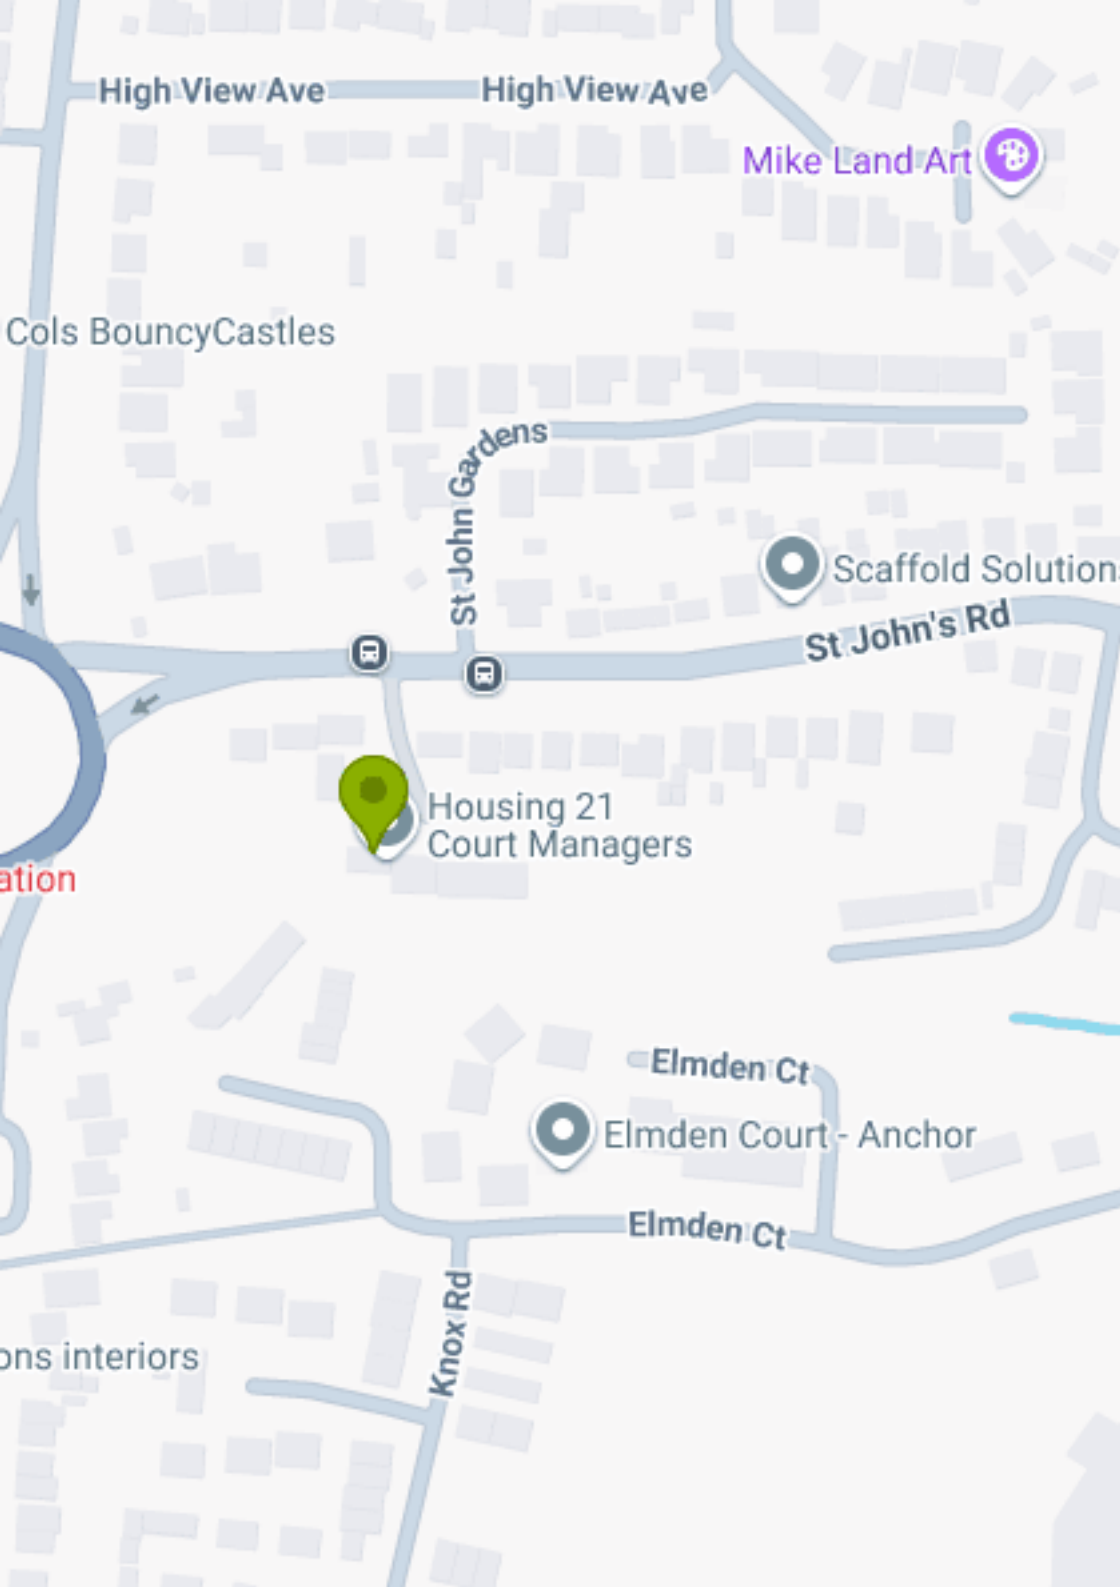 High View Ave
High View Ave
Mike Land Art
Cols BouncyCastles
St John Gardens
Scaffold Solution
St John's Rd
Housing 21
Court Managers
ation
Elmden Ct
Elmden Court - Anchor
Elmden Ct
Knox Rd
ons interiors